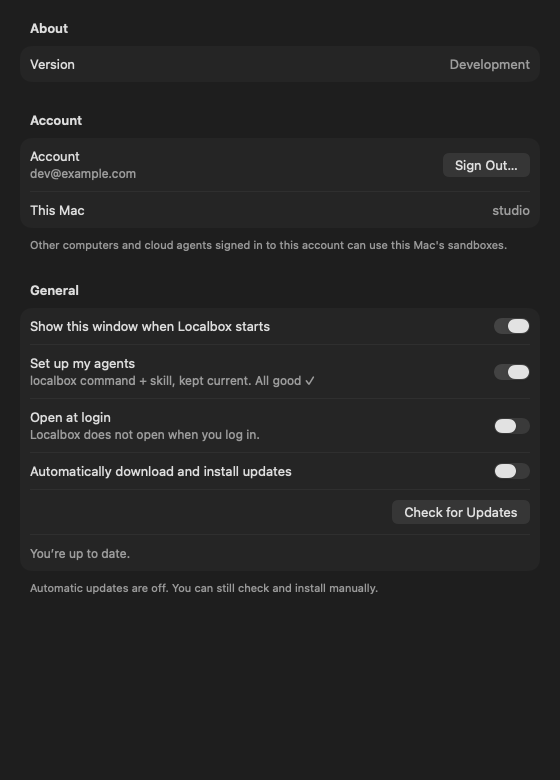 About
Version
Development
Account
Account
dev@example.com
Sign Out...
This Mac
studio
Other computers and cloud agents signed in to this account can use this Mac's sandboxes.
General
Show this window when Localbox starts
Set up my agents
localbox command + skill, kept current. All good ✓
Open at login
Localbox does not open when you log in.
Automatically download and install updates
Check for Updates
You’re up to date.
Automatic updates are off. You can still check and install manually.